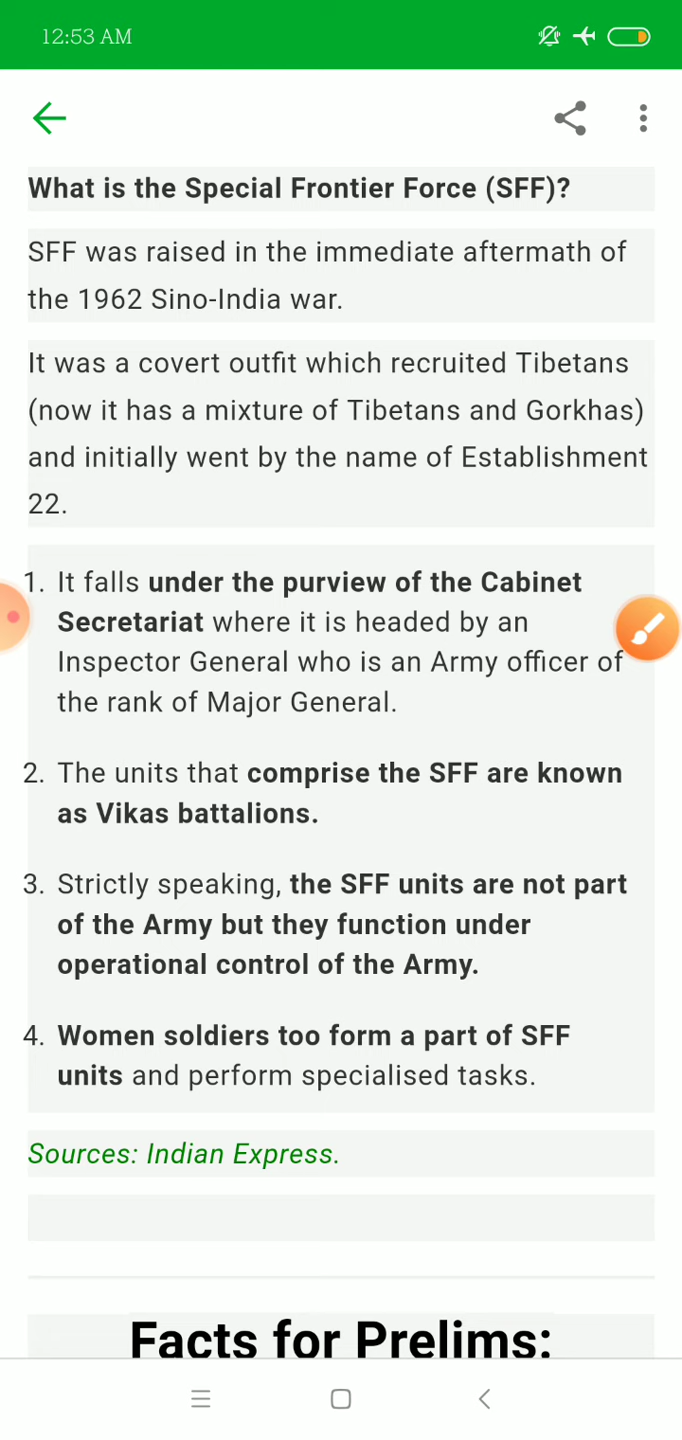 12:53 AM
What is the Special Frontier Force (SFF)?
SFF was raised in the immediate aftermath of
the 1962 Sino-India war.
It was a covert outfit which recruited Tibetans
(now it has a mixture of Tibetans and Gorkhas)
and initially went by the name of Establishment
22.
1. It falls under the purview of the Cabinet
Secretariat where it is headed by an
Inspector General who is an Army officer of
the rank of Major General.
2. The units that comprise the SFF are known
as Vikas battalions.
3. Strictly speaking, the SFF units are not part
of the Army but they function under
operational control of the Army.
4. Women soldiers too form a part of SFF
units and perform specialised tasks.
Sources: Indian Express.
Facts for Prelims: